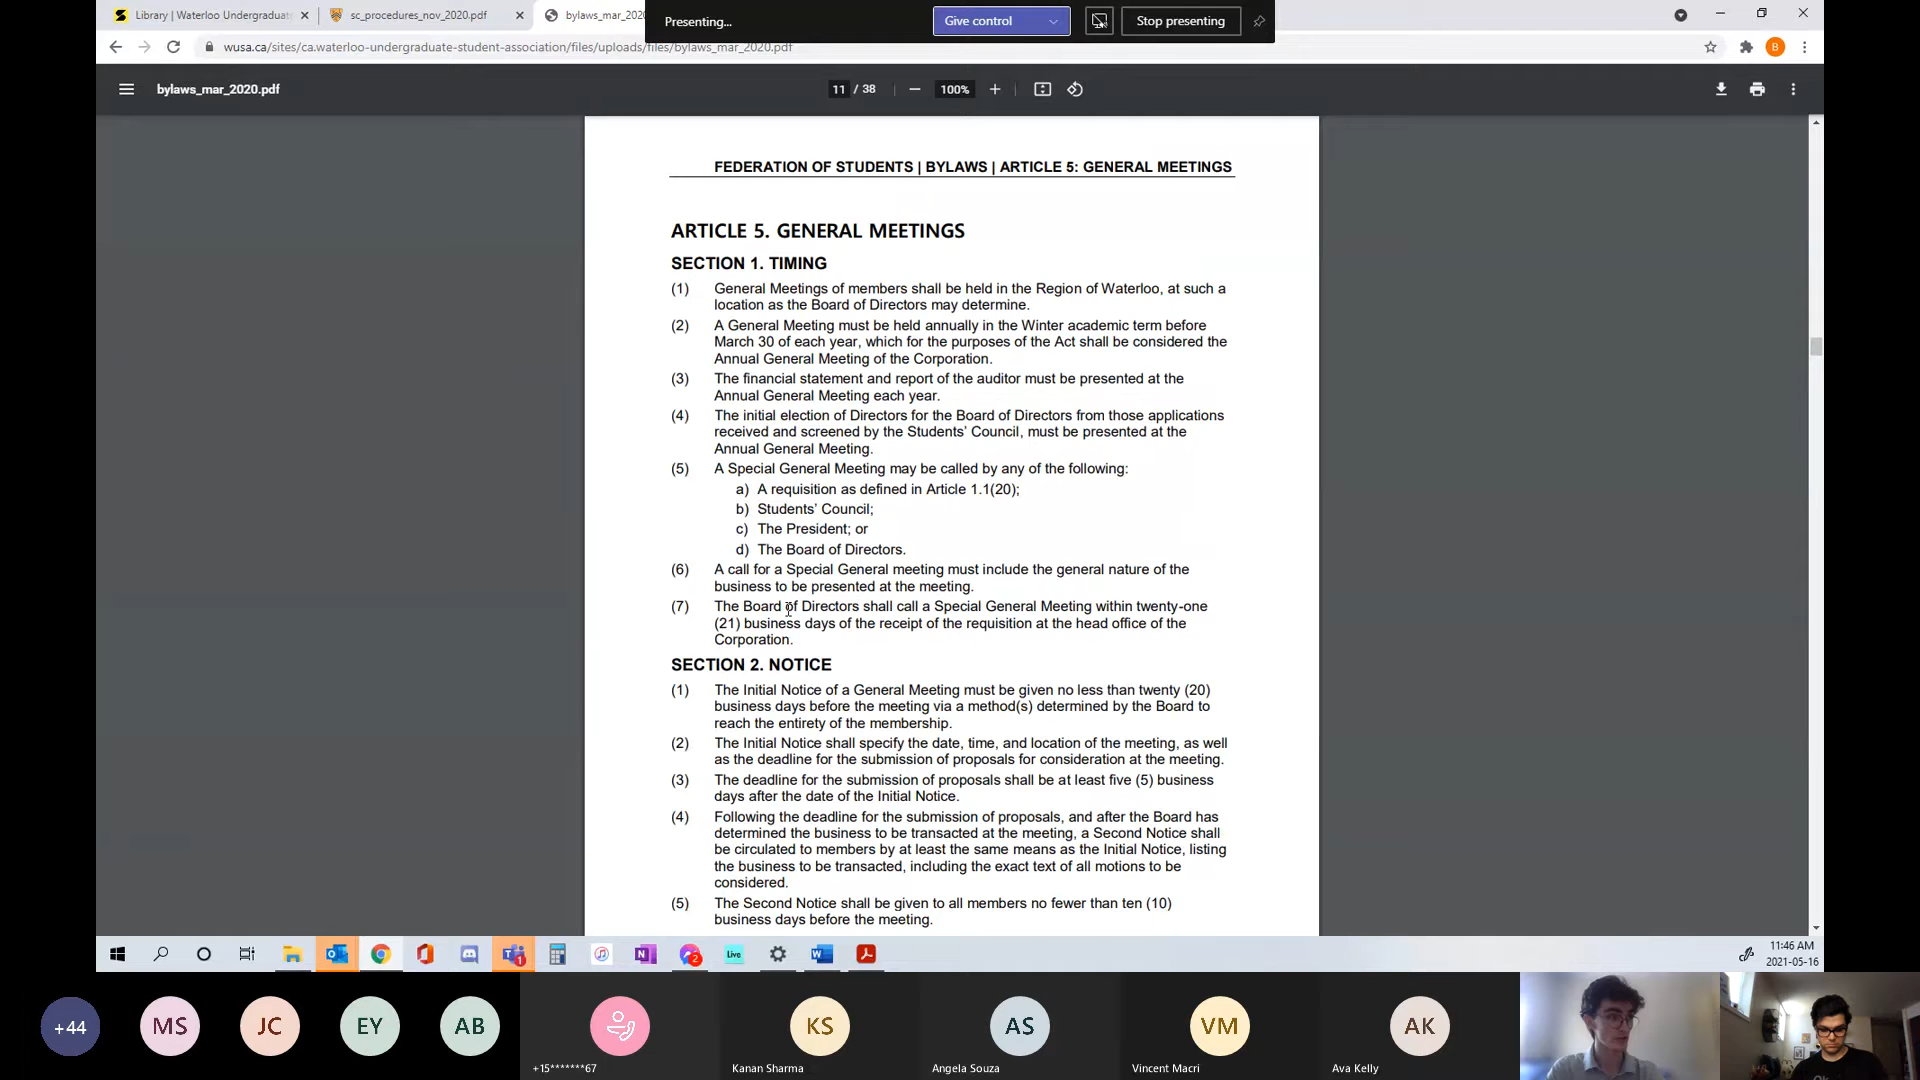 Library | Waterloo Undergraduate
sc_procedures_nov_2020.pdf
bylaws_mar_202
Presenting...
Give control
Stop presenting
wusa.ca/sites/ca.waterloo-undergraduate-student-association/files/uploads/files/bylaws_mar_2020.pdf
B
bylaws_mar_2020.pdf
11 / 38
100%
FEDERATION OF STUDENTS | BYLAWS | ARTICLE 5: GENERAL MEETINGS
ARTICLE 5. GENERAL MEETINGS
SECTION 1. TIMING
(1) General Meetings of members shall be held in the Region of Waterloo, at such a
location as the Board of Directors may determine.
(2) A General Meeting must be held annually in the Winter academic term before
March 30 of each year, which for the purposes of the Act shall be considered the
Annual General Meeting of the Corporation.
(3) The financial statement and report of the auditor must be presented at the
Annual General Meeting each year.
(4) The initial election of Directors for the Board of Directors from those applications
received and screened by the Students' Council, must be presented at the
Annual General Meeting.
(5) A Special General Meeting may be called by any of the following:
a) A requisition as defined in Article 1.1(20);
b) Students' Council;
c) The President; or
d) The Board of Directors.
(6) A call for a Special General meeting must include the general nature of the
business to be presented at the meeting.
(7) The Board of Directors shall call a Special General Meeting within twenty-one
(21) business days of the receipt of the requisition at the head office of the
Corporation.
SECTION 2. NOTICE
(1) The Initial Notice of a General Meeting must be given no less than twenty (20)
business days before the meeting via a method(s) determined by the Board to
reach the entirety of the membership.
(2) The Initial Notice shall specify the date, time, and location of the meeting, as well
as the deadline for the submission of proposals for consideration at the meeting.
(3) The deadline for the submission of proposals shall be at least five (5) business
days after the date of the Initial Notice.
(4) Following the deadline for the submission of proposals, and after the Board has
determined the business to be transacted at the meeting, a Second Notice shall
be circulated to members by at least the same means as the Initial Notice, listing
the business to be transacted, including the exact text of all motions to be
considered.
(5) The Second Notice shall be given to all members no fewer than ten (10)
business days before the meeting.
Live
11:46 AM
2021-05-16
+44
MS
JC
EY
AB
KS
AS
VM
AK
+15*******67
Kanan Sharma
Angela Souza
Vincent Macri
Ava Kelly